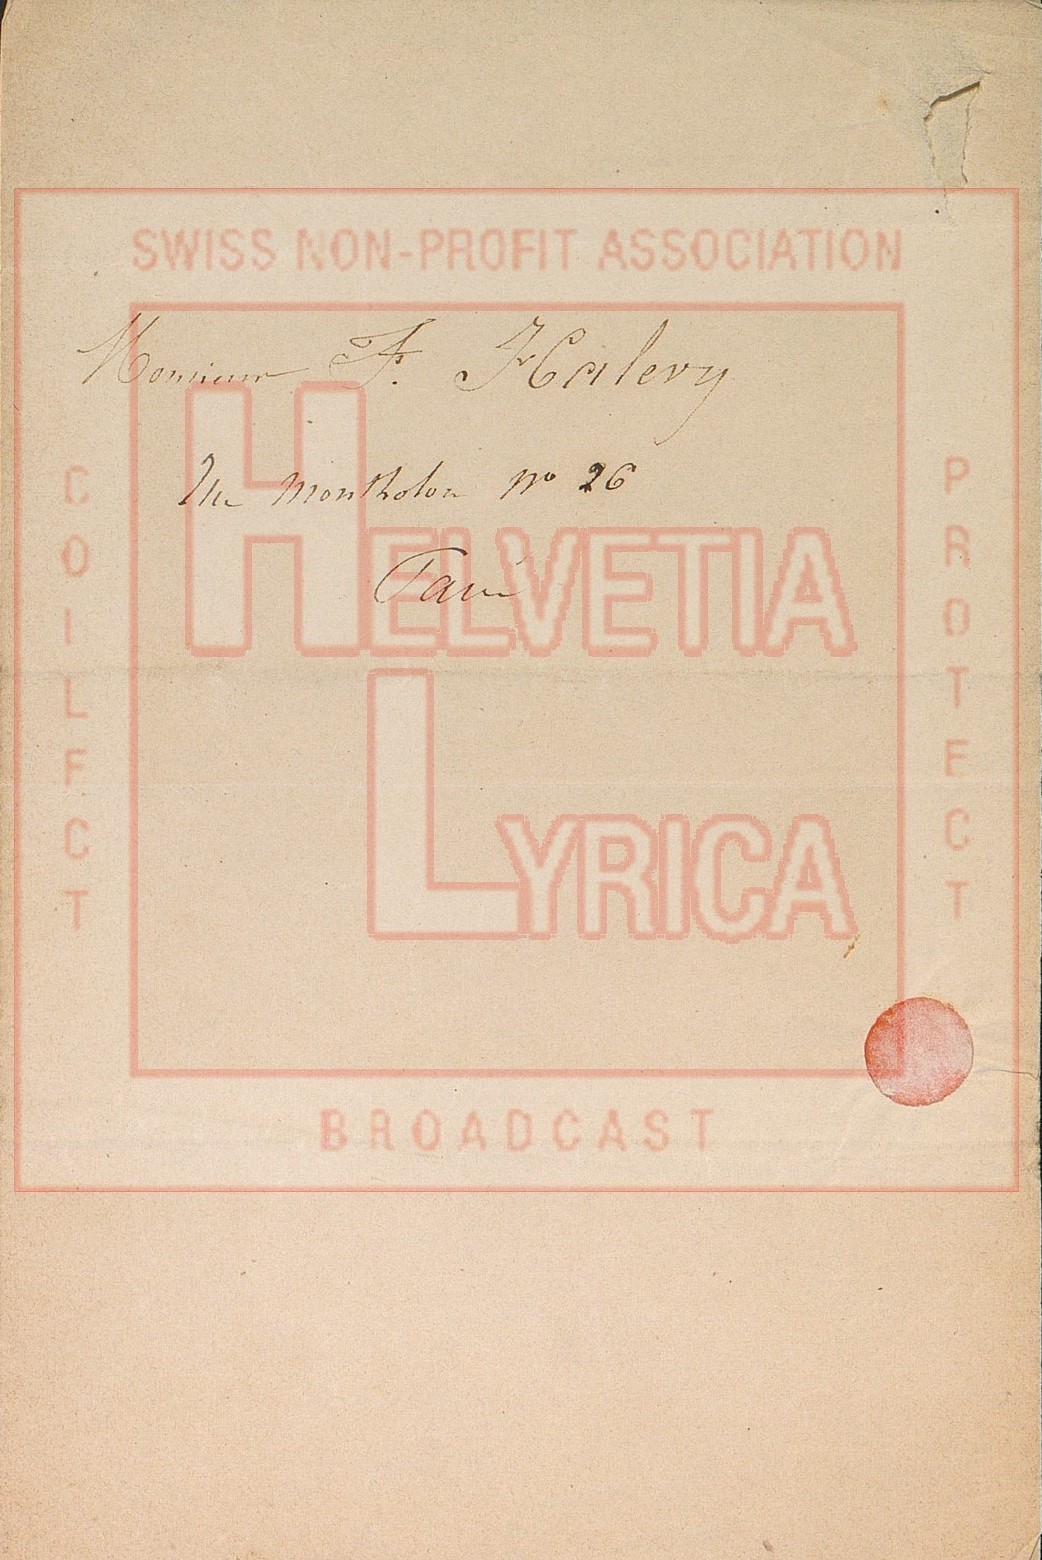 SWISS NON-PROFIT ASSOCIATION
Monsieur F. Halevy
Rue Montholon No 26
Paris
HELVETIA
LYRICA
COLLECT
PROTECT
BROADCAST